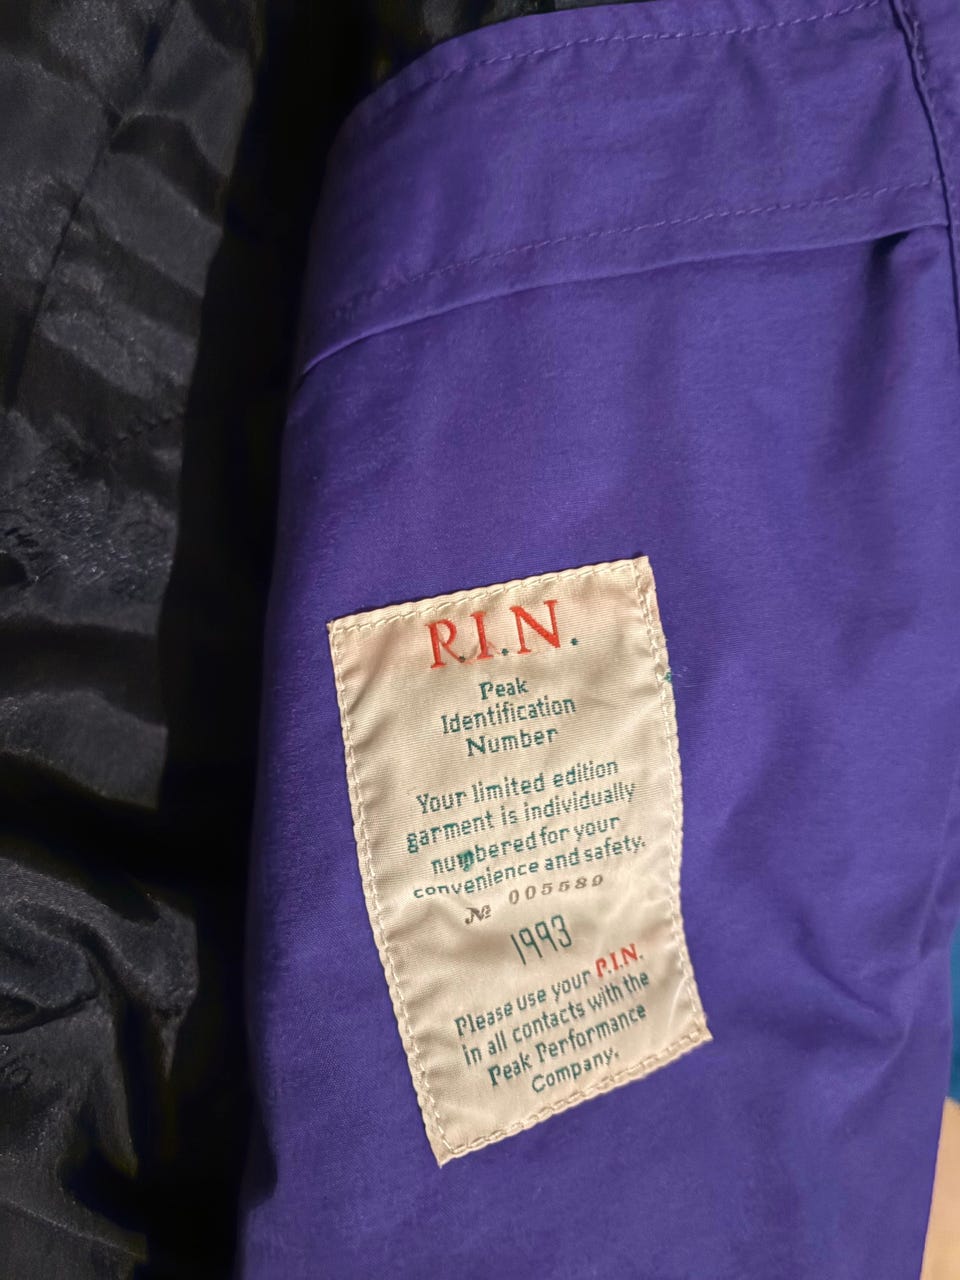 R.I.N.
Peak
Identification
Number
Your limited edition
garment is individually
numbered for your
convenience and safety.
№ 005589
1993
Please use your R.I.N.
in all contacts with the
Peak Performance
Company.